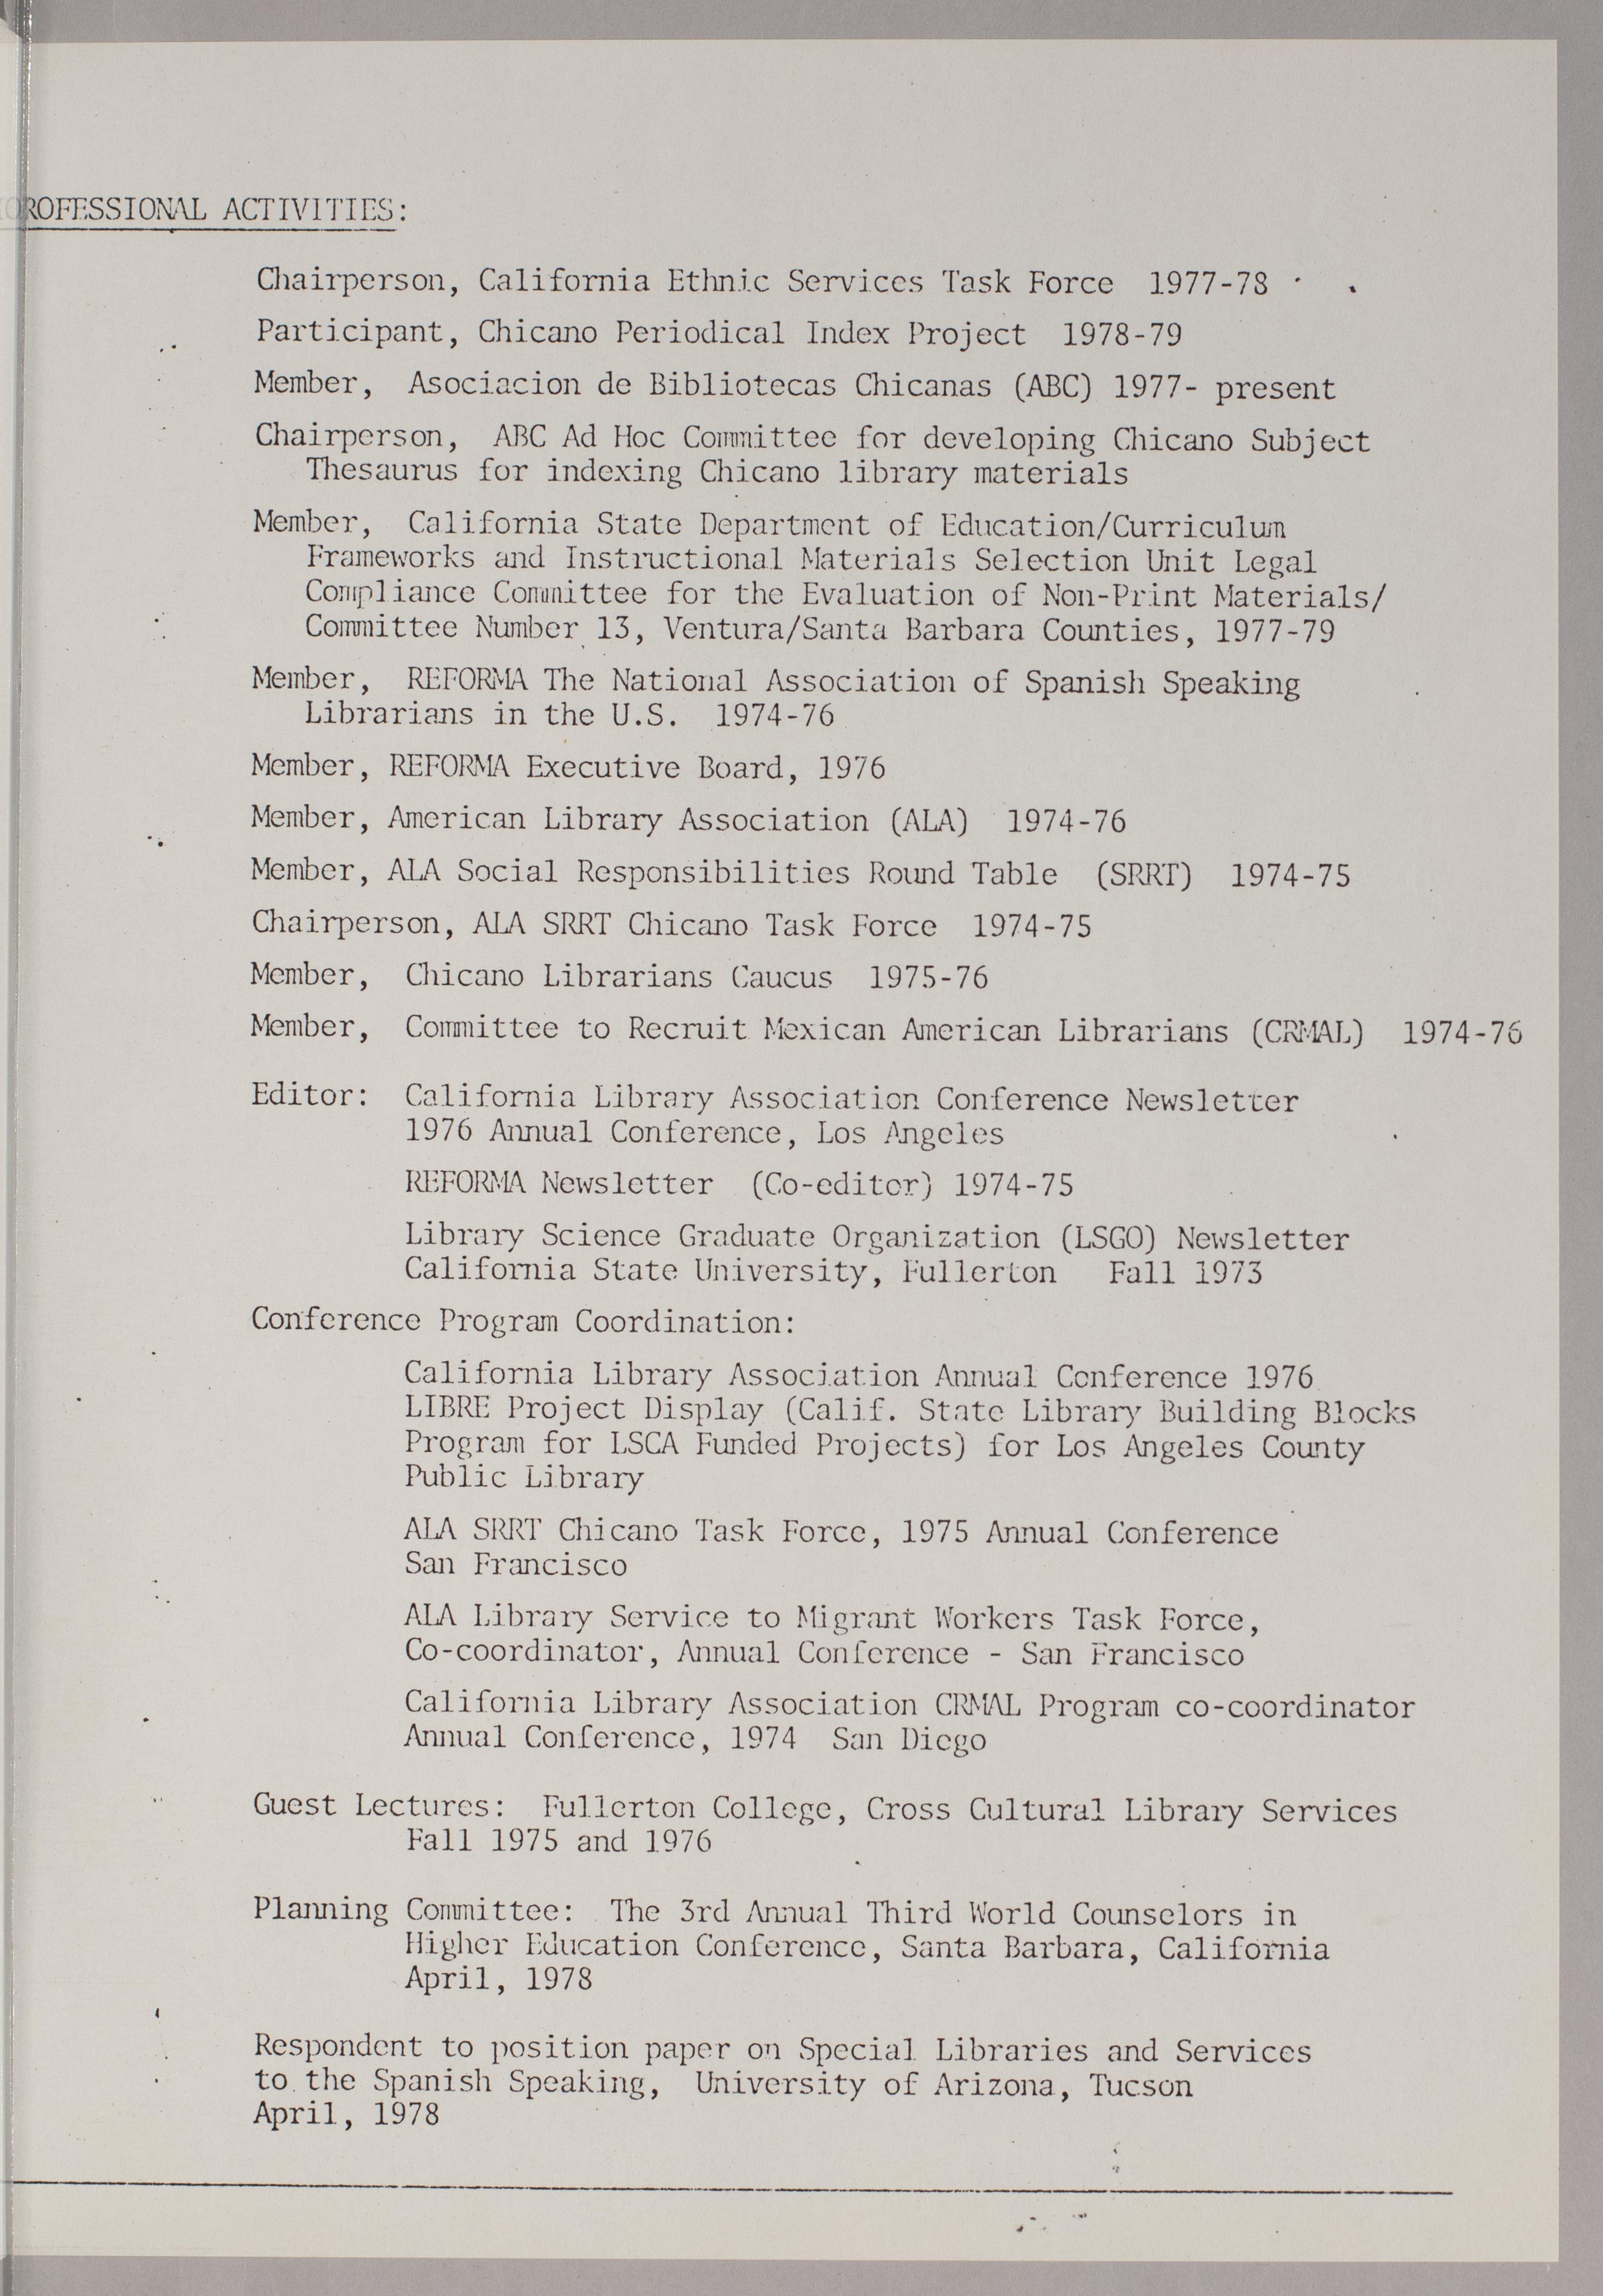 PROFESSIONAL ACTIVITIES:
Chairperson, California Ethnic Services Task Force 1977-78
Participant, Chicano Periodical Index Project 1978-79
Member, Asociacion de Bibliotecas Chicanas (ABC) 1977- present
Chairperson, ABC Ad Hoc Committee for developing Chicano Subject
Thesaurus for indexing Chicano library materials
Member, California State Department of Education/Curriculum
Frameworks and Instructional Materials Selection Unit Legal
Compliance Committee for the Evaluation of Non-Print Materials/
Committee Number 13, Ventura/Santa Barbara Counties, 1977-79
Member, REFORMA The National Association of Spanish Speaking
Librarians in the U.S. 1974-76
Member, REFORMA Executive Board, 1976
Member, American Library Association (ALA) 1974-76
Member, ALA Social Responsibilities Round Table (SRRT) 1974-75
Chairperson, ALA SRRT Chicano Task Force 1974-75
Member, Chicano Librarians Caucus 1975-76
Member, Committee to Recruit Mexican American Librarians (CRMAL) 1974-76
Editor: California Library Association Conference Newsletter
1976 Annual Conference, Los Angeles
REFORMA Newsletter (Co-editor) 1974-75
Library Science Graduate Organization (LSGO) Newsletter
California State University, Fullerton Fall 1973
Conference Program Coordination:
California Library Association Annual Conference 1976
LIBRE Project Display (Calif. State Library Building Blocks
Program for LSCA Funded Projects) for Los Angeles County
Public Library
ALA SRRT Chicano Task Force, 1975 Annual Conference
San Francisco
ALA Library Service to Migrant Workers Task Force,
Co-coordinator, Annual Conference - San Francisco
California Library Association CRMAL Program co-coordinator
Annual Conference, 1974 San Diego
Guest Lectures: Fullerton College, Cross Cultural Library Services
Fall 1975 and 1976
Planning Committee: The 3rd Annual Third World Counselors in
Higher Education Conference, Santa Barbara, California
April, 1978
Respondent to position paper on Special Libraries and Services
to the Spanish Speaking, University of Arizona, Tucson
April, 1978